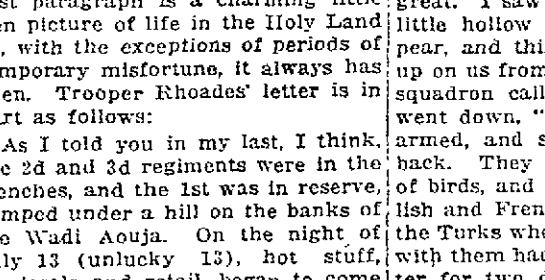 paragraph is a charming little
picture of life in the Holy Land
, with the exceptions of periods of
mporary misfortune, it always has
en. Trooper Rhoades' letter is in
rt as follows:
As I told you in my last, I think,
e 2d and 3d regiments were in the
enches, and the 1st was in reserve,
mped under a hill on the banks of
e Wadi Aouja. On the night of
ly 13 (unlucky 13), hot stuff,
and retail, began to come
great. I saw
little hollow
pear, and thi
up on us from
squadron call
went down, "
armed, and s
back. They
of birds, and
lish and Fren
the Turks whe
with them had
ter for two